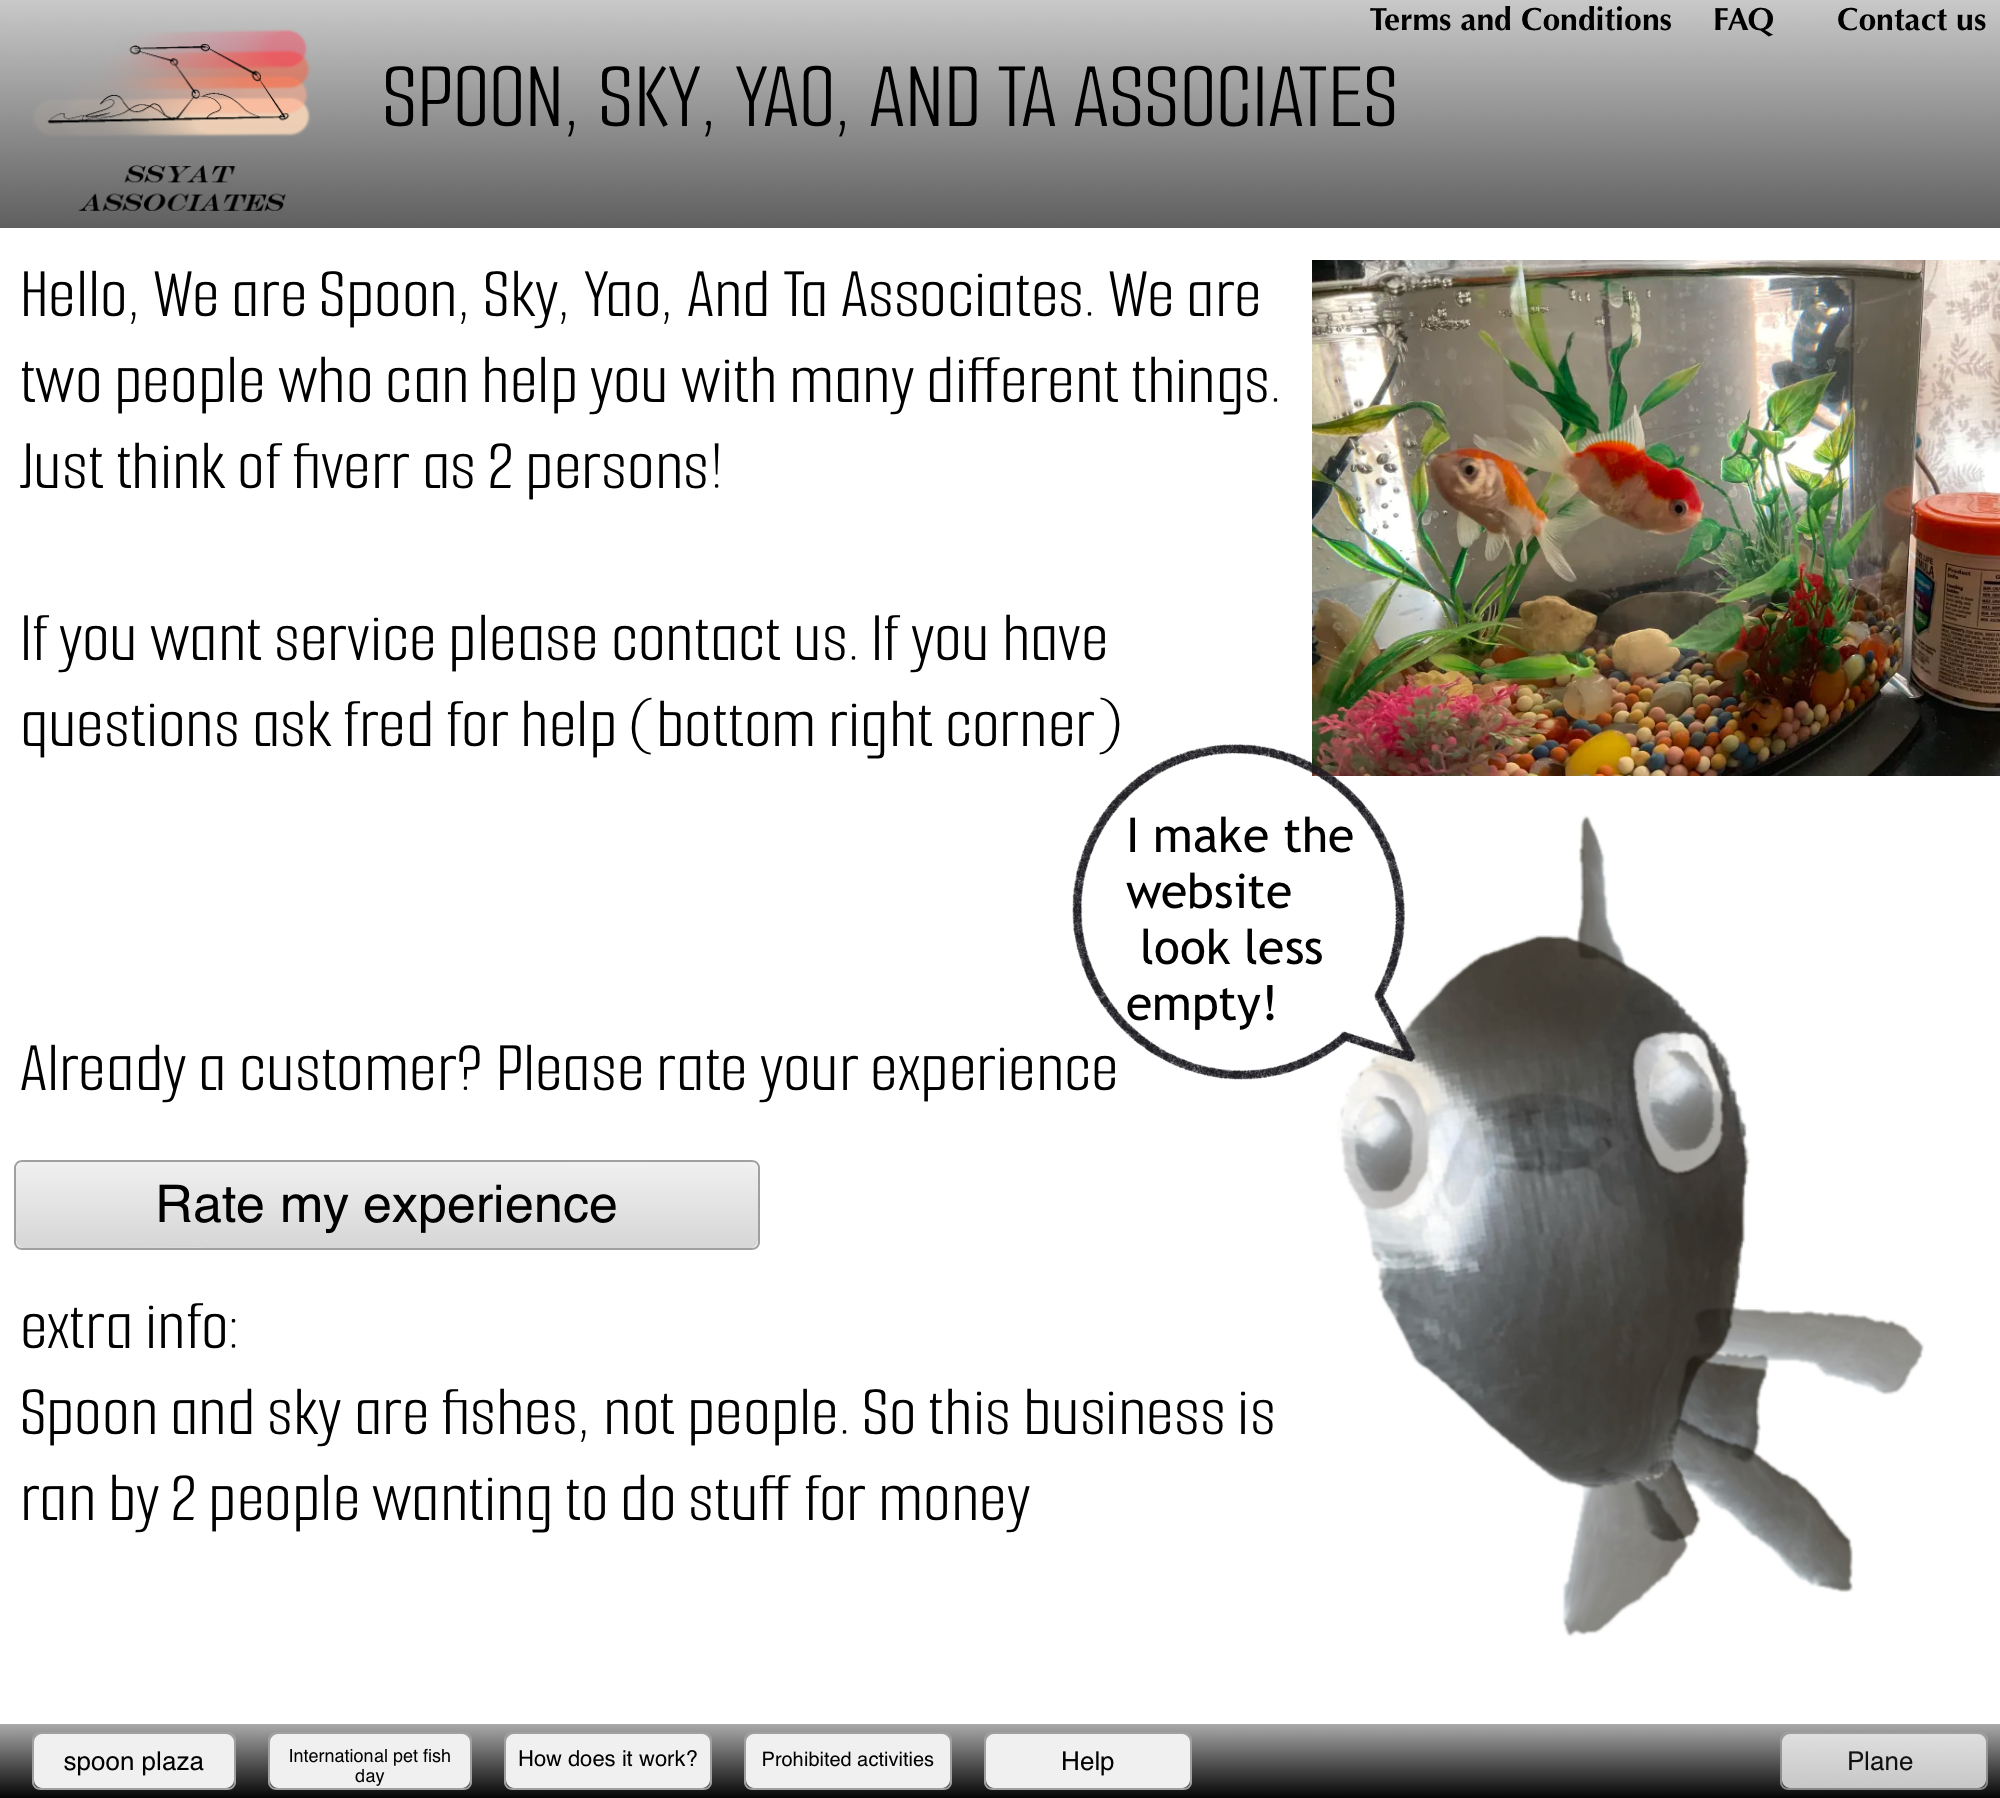 Terms and Conditions FAQ Contact us
SPOON, SKY, YAO, AND TA ASSOCIATES
SSYAT
ASSOCIATES
Hello, We are Spoon, Sky, Yao, And Ta Associates. We are
two people who can help you with many different things.
Just think of fiverr as 2 persons!
If you want service please contact us. If you have
questions ask fred for help (bottom right corner)
Product
I make the
website
look less
empty!
Already a customer? Please rate your experience
Rate my experience
extra info:
Spoon and sky are fishes, not people. So this business is
ran by 2 people wanting to do stuff for money
spoon plaza
International pet fish
day
How does it work?
Prohibited activities
Help
Plane